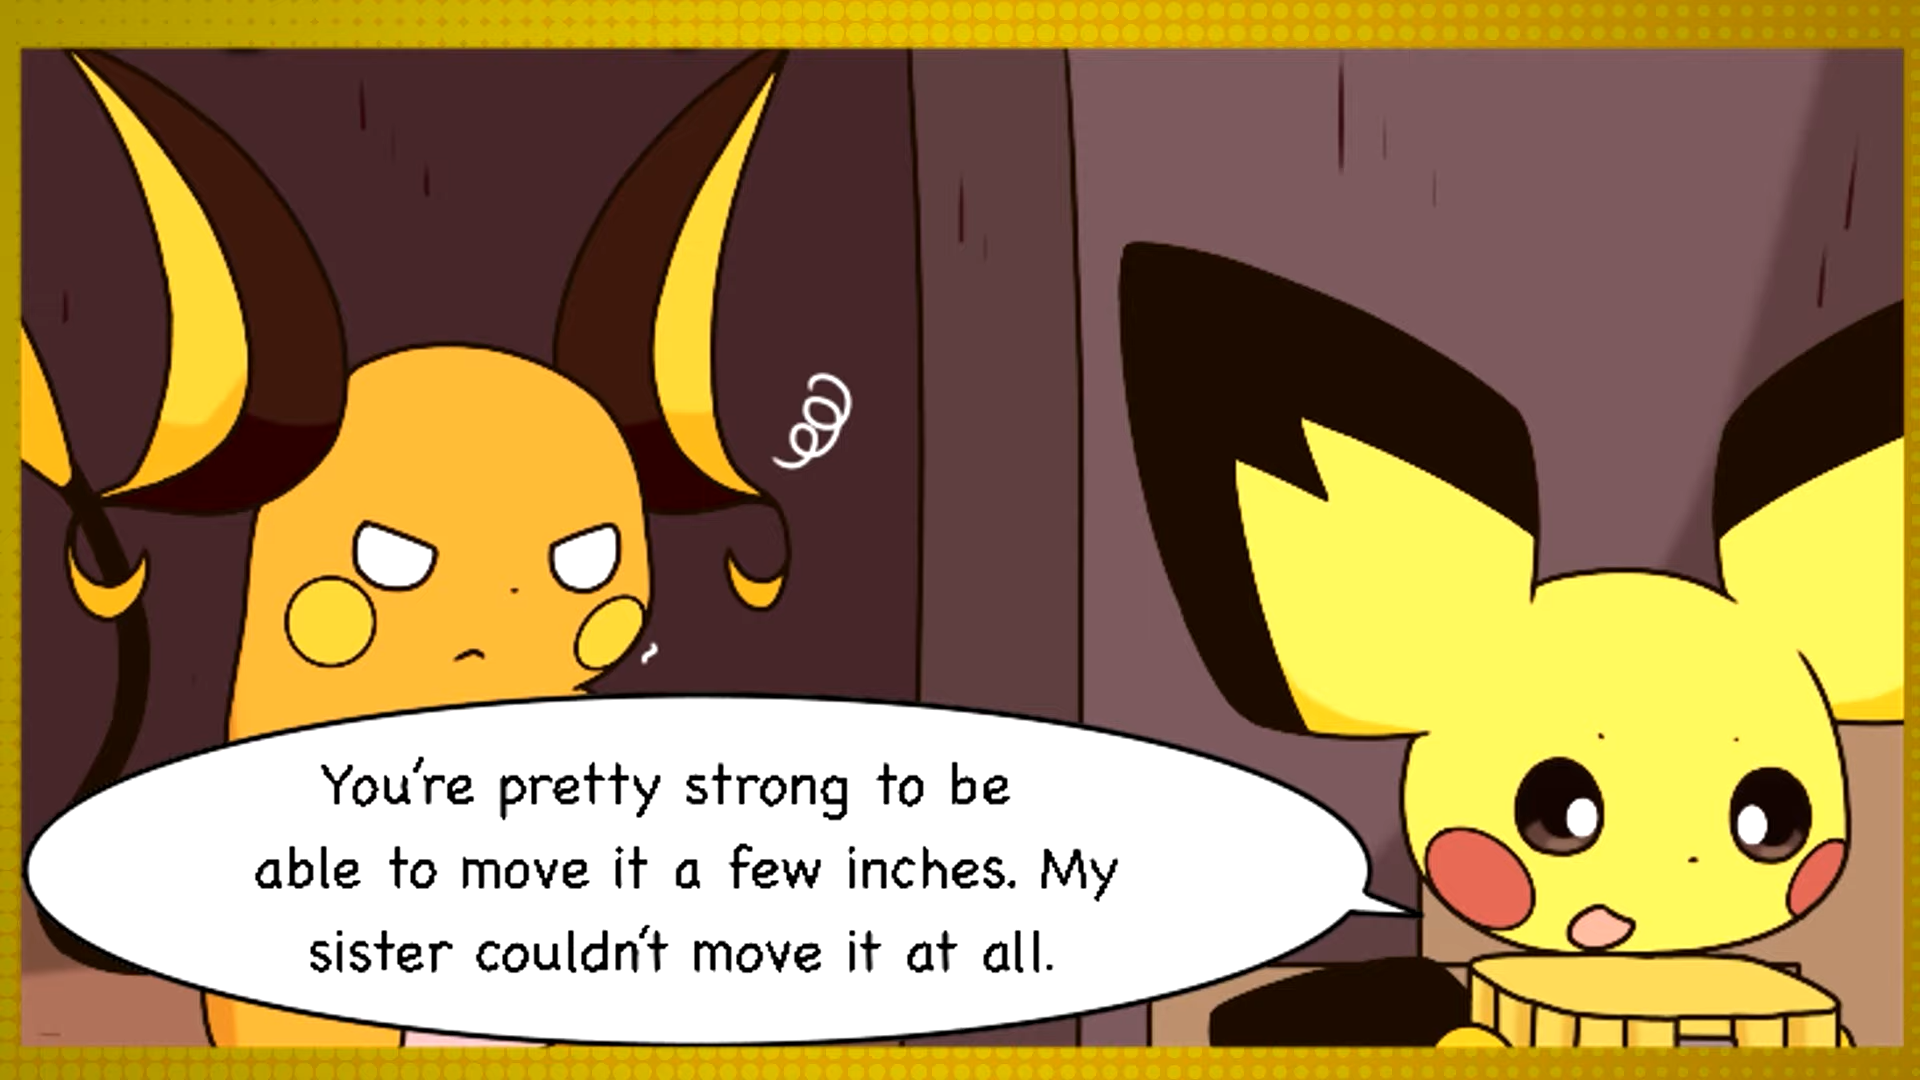 You're pretty strong to be
able to move it a few inches. My
sister couldn't move it at all.